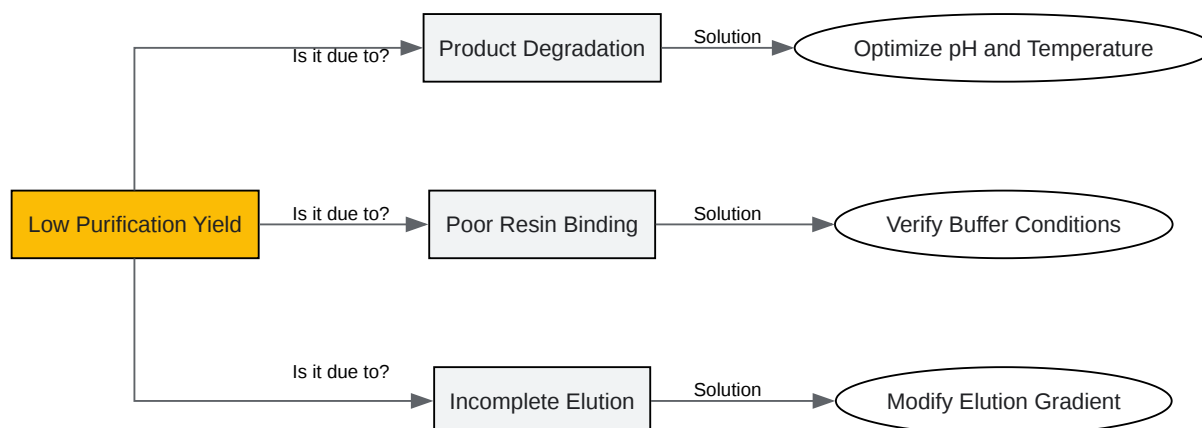 Is it due to?
Product Degradation
Solution
Optimize pH and Temperature
Low Purification Yield
Is it due to?
Poor Resin Binding
Solution
Verify Buffer Conditions
Is it due to?
Incomplete Elution
Solution
Modify Elution Gradient